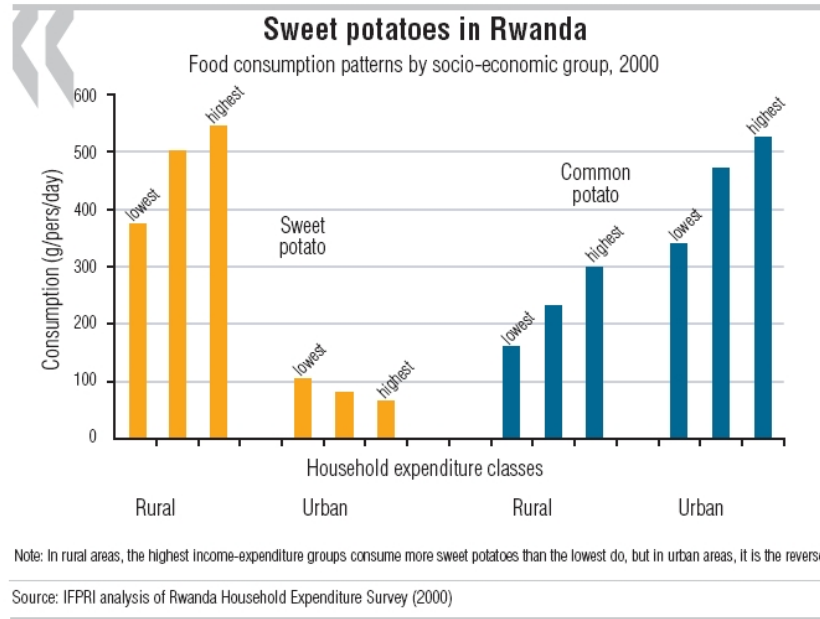 Sweet potatoes in Rwanda
Food consumption patterns by socio-economic group, 2000
Consumption (g/pers/day)
600
500
400
300
200
100
0
lowest
highest
Sweet
potato
lowest
highest
Common
potato
lowest
highest
lowest
highest
Household expenditure classes
Rural
Urban
Rural
Urban
Note: In rural areas, the highest income-expenditure groups consume more sweet potatoes than the lowest do, but in urban areas, it is the reverse
Source: IFPRI analysis of Rwanda Household Expenditure Survey (2000)